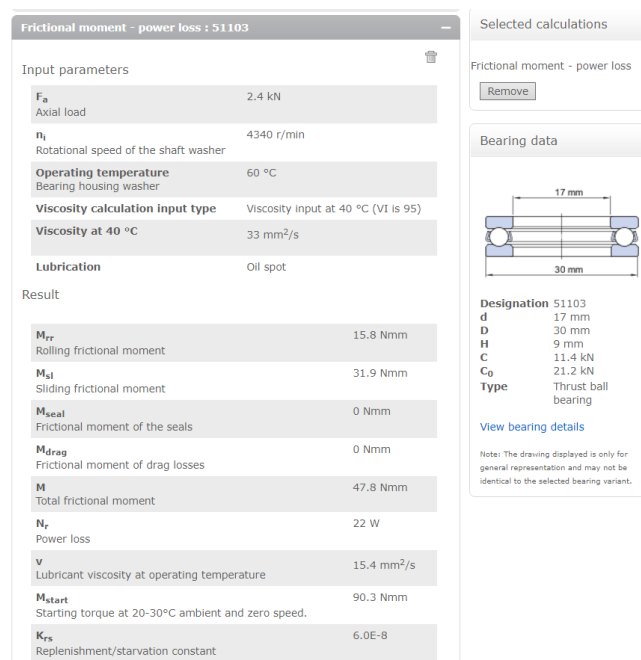 Frictional moment - power loss : 51103
Input parameters
Fa 2.4 kN
Axial load
ni 4340 r/min
Rotational speed of the shaft washer
Operating temperature 60 °C
Bearing housing washer
Viscosity calculation input type Viscosity input at 40 °C (VI is 95)
Viscosity at 40 °C 33 mm²/s
Lubrication Oil spot
Result
Mrr 15.8 Nmm
Rolling frictional moment
Msl 31.9 Nmm
Sliding frictional moment
Mseal 0 Nmm
Frictional moment of the seals
Mdrag 0 Nmm
Frictional moment of drag losses
M 47.8 Nmm
Total frictional moment
Nr 22 W
Power loss
ν 15.4 mm²/s
Lubricant viscosity at operating temperature
Mstart 90.3 Nmm
Starting torque at 20-30°C ambient and zero speed.
Krs 6.0E-8
Replenishment/starvation constant
Selected calculations
Frictional moment - power loss
Remove
Bearing data
17 mm
30 mm
Designation 51103
d 17 mm
D 30 mm
H 9 mm
C 11.4 kN
C0 21.2 kN
Type Thrust ball
bearing
View bearing details
Note: The drawing displayed is only for
general representation and may not be
identical to the selected bearing variant.